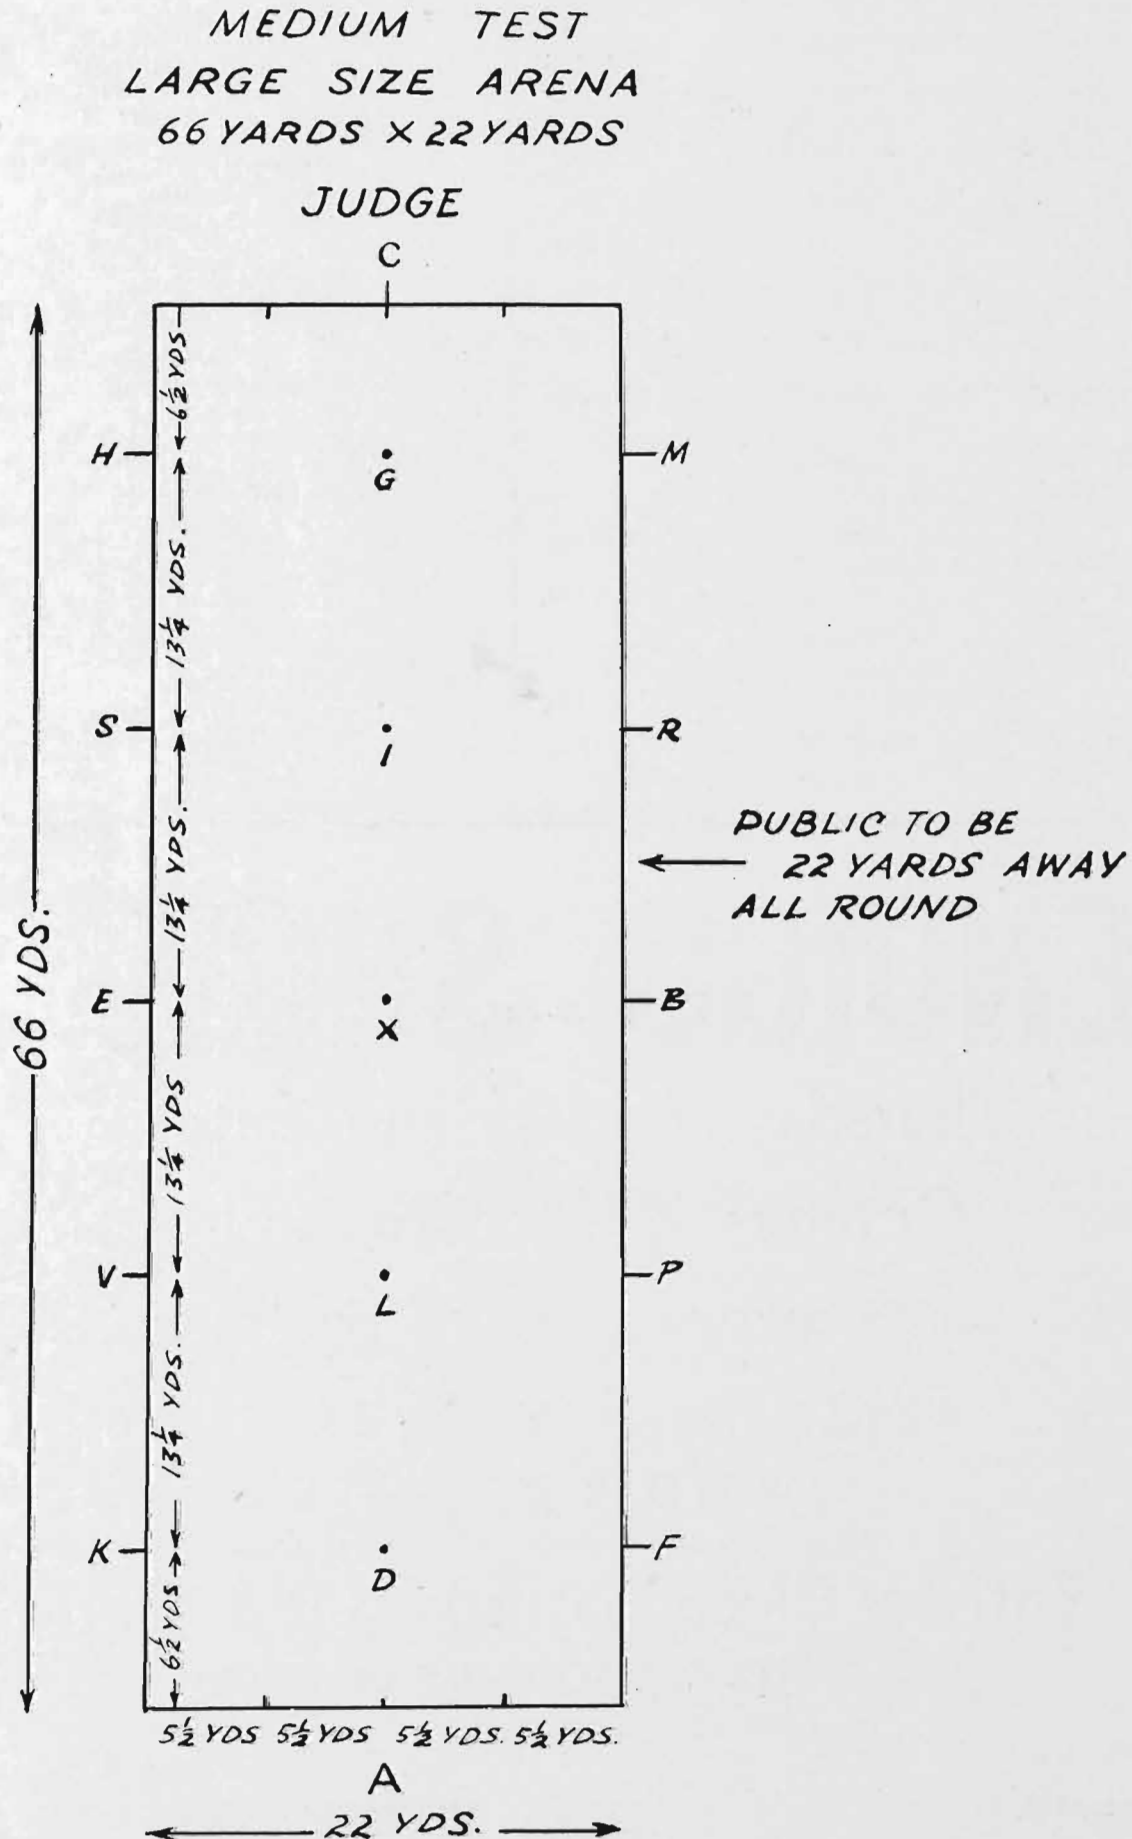 MEDIUM TEST
LARGE SIZE ARENA
66 YARDS X 22 YARDS
JUDGE
C
6½ YDS
H
G
M
13¼ YDS.
S
I
R
13¼ YDS.
PUBLIC TO BE
22 YARDS AWAY
ALL ROUND
66 YDS.
E
X
B
13¼ YDS
V
L
P
13¼ YDS.
K
D
F
6½ YDS
5½ YDS 5½ YDS 5½ YDS. 5½ YDS.
A
22 YDS.